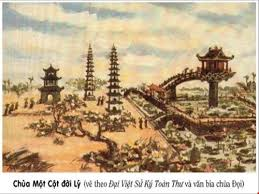 Chùa Một Cột đời Lý (vẽ theo Đại Việt Sử Ký Toàn Thư và văn bia chùa Đọi)